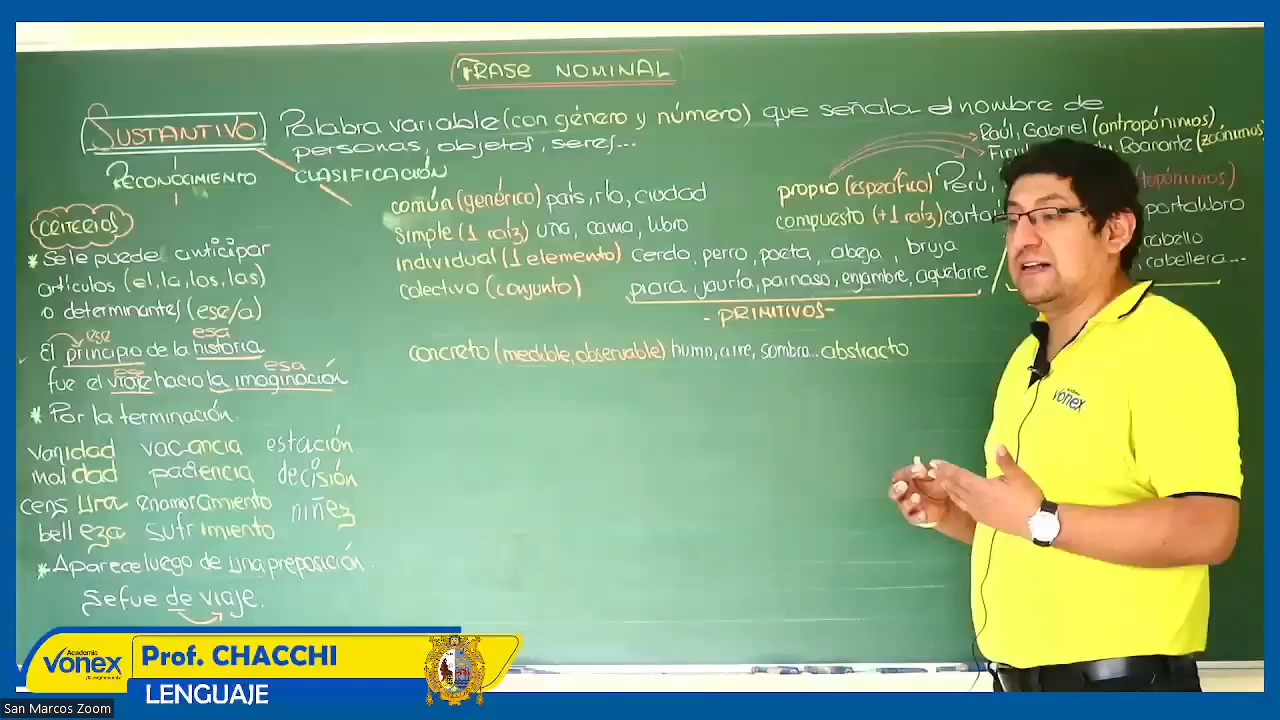 FRASE NOMINAL
SUSTANTIVO Palabra variable (con género y número) que señala el nombre de
personas, objetos, seres...
Raúl, Gabriel (antropónimos)
Rocinante (zoónimos)
RECONOCIMIENTO
CLASIFICACIÓN
común (genérico) país, río, ciudad
propio (específico) Perú, (topónimos)
simple (1 raíz) uña, cama, libro
compuesto (+1 raíz) portalibro
individual (1 elemento) Cerdo, perro, poeta, abeja, bruja
cabello
colectivo (conjunto) piara, jauría, parnaso, enjambre, aquelarre
cabellera...
- PRIMITIVOS -
concreto (medible, observable) humo, aire, sombra... abstracto
CRITERIOS
* Se le puede anticipar
artículos (el, la, los, las)
o determinantes (ese/a)
ese esa
El principio de la historia
ese esa
fue el viaje hacia la imaginación
* Por la terminación.
vanidad vacancia estación
maldad paciencia decisión
censura enamoramiento niñez
belleza sufrimiento
* Aparece luego de una preposición.
Se fue de viaje.
Academia
vonex
Academia
vonex
Prof. CHACCHI
LENGUAJE
San Marcos Zoom